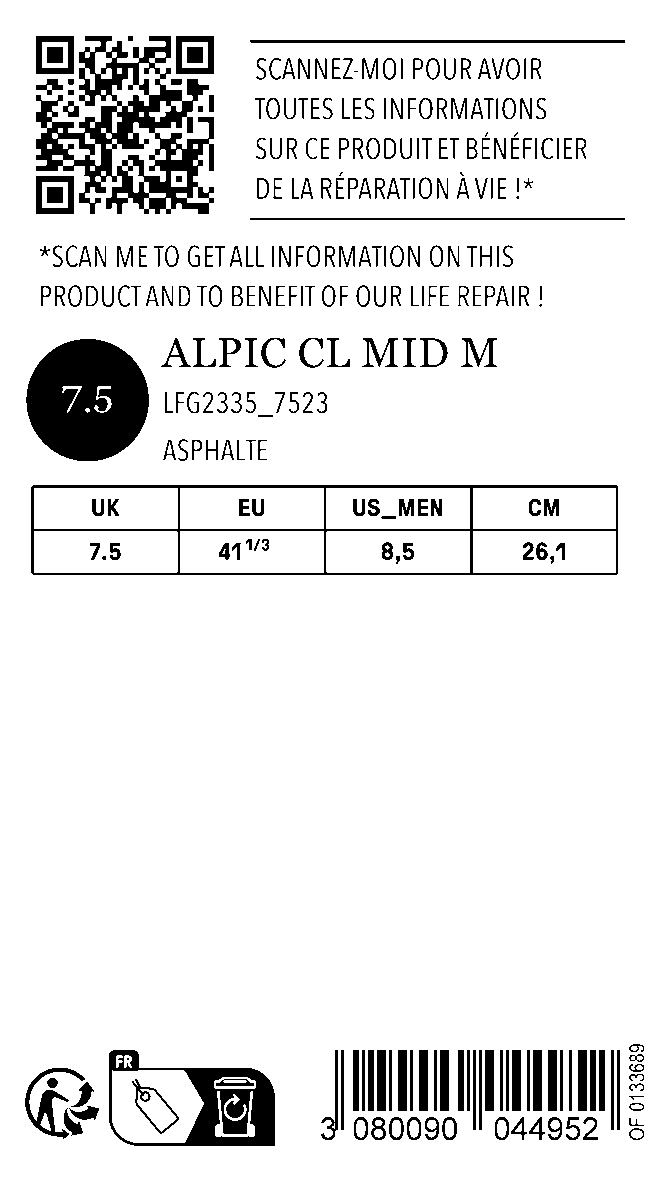 SCANNEZ-MOI POUR AVOIR
TOUTES LES INFORMATIONS
SUR CE PRODUIT ET BÉNÉFICIER
DE LA RÉPARATION À VIE !*
*SCAN ME TO GET ALL INFORMATION ON THIS
PRODUCT AND TO BENEFIT OF OUR LIFE REPAIR !
7.5
ALPIC CL MID M
LFG2335_7523
ASPHALTE
UK EU US_MEN CM
7.5 41 1/3 8,5 26,1
FR
3 080090 044952
OF 0133689